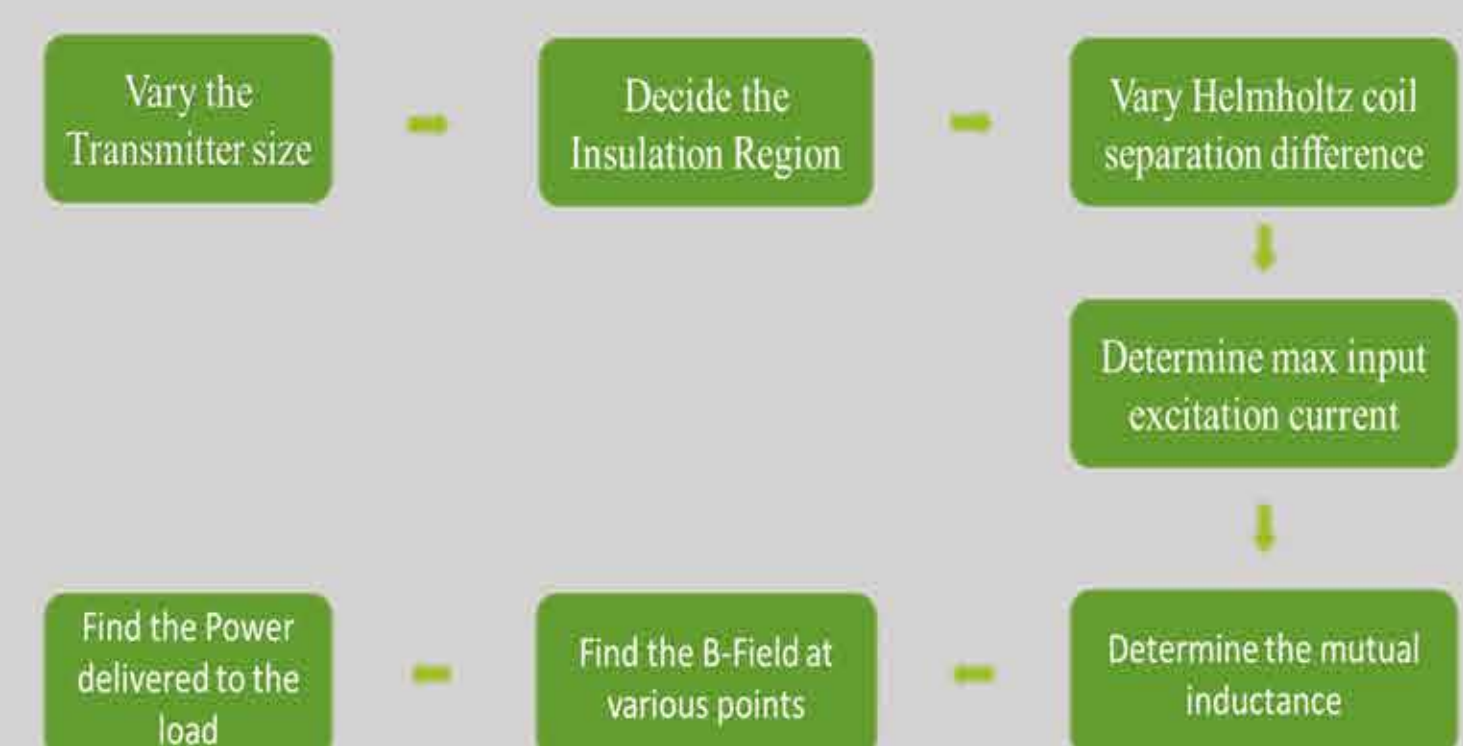 Vary the
Transmitter size
Decide the
Insulation Region
Vary Helmholtz coil
separation difference
Determine max input
excitation current
Determine the mutual
inductance
Find the B-Field at
various points
Find the Power
delivered to the
load